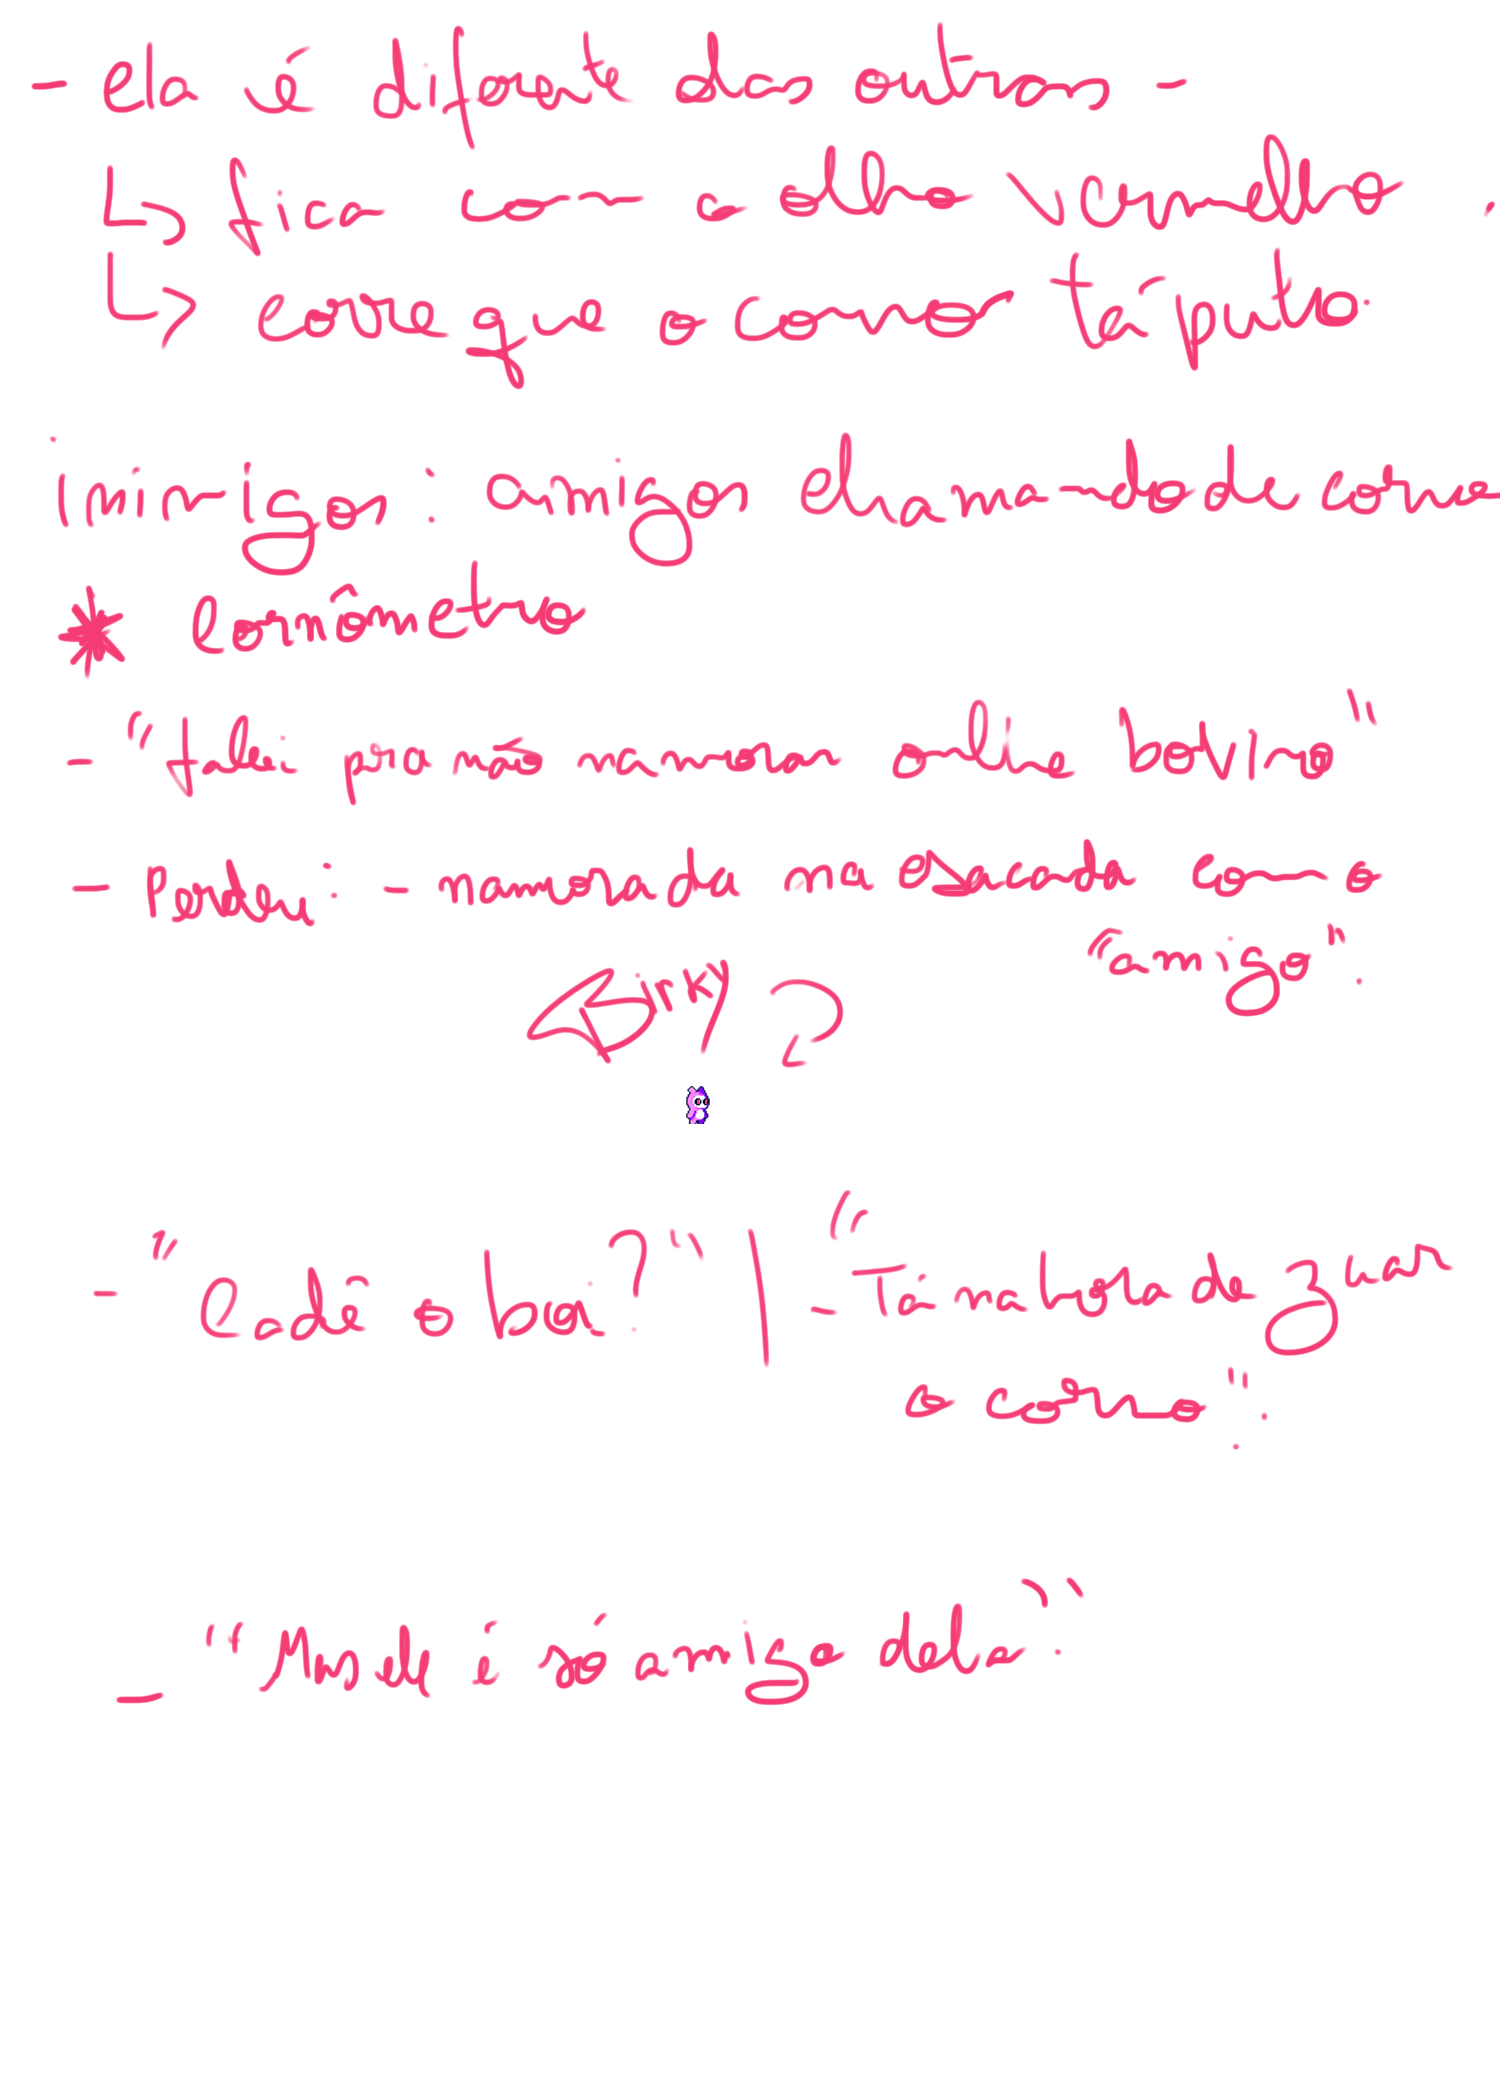 - ela é diferente das outras -
↳ fica com o olho vermelho.
↳ corre que o corno tá puto.
inimigos: amigos chamando de corno
* Cornômetro
- "falei pra não namorar olho bovino"
- Perdeu: - namorada na escada com o
"amigo".
Birky?
- "Cadê o boi?" | - "Tá na hora de zuar
o corno".
- "Mas ele é só amigo dela".